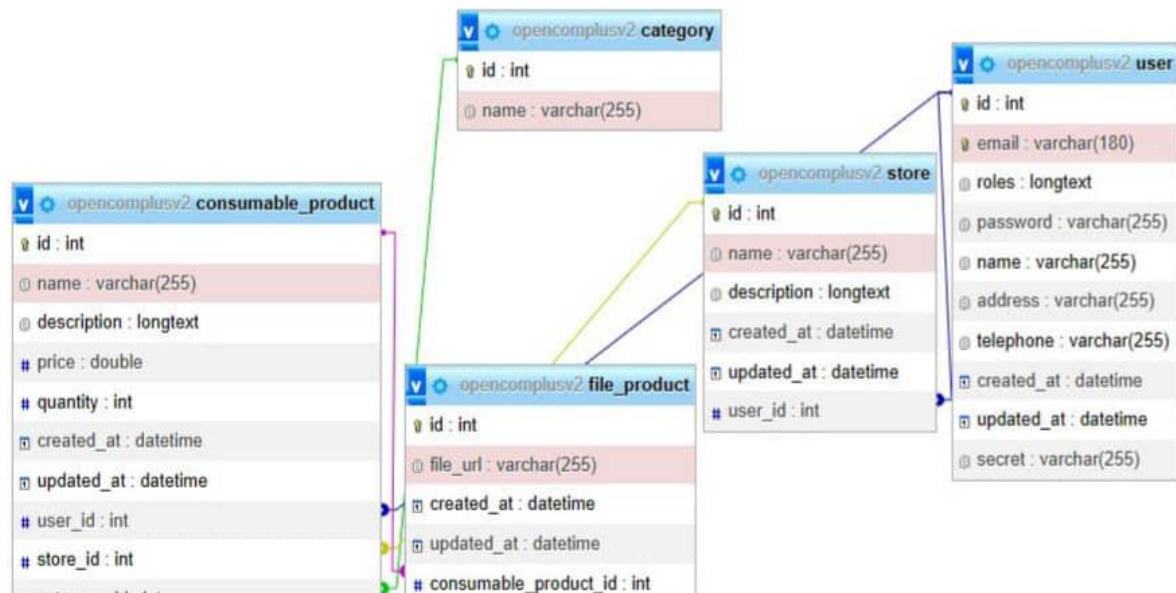 opencomplusv2 category
id : int
name : varchar(255)
opencomplusv2 user
id : int
email : varchar(180)
roles : longtext
password : varchar(255)
name : varchar(255)
address : varchar(255)
telephone : varchar(255)
created_at : datetime
updated_at : datetime
secret : varchar(255)
opencomplusv2 store
id : int
name : varchar(255)
description : longtext
created_at : datetime
updated_at : datetime
# user_id : int
opencomplusv2 consumable_product
id : int
name : varchar(255)
description : longtext
# price : double
# quantity : int
created_at : datetime
updated_at : datetime
# user_id : int
# store_id : int
opencomplusv2 file_product
id : int
file_url : varchar(255)
created_at : datetime
updated_at : datetime
# consumable_product_id : int